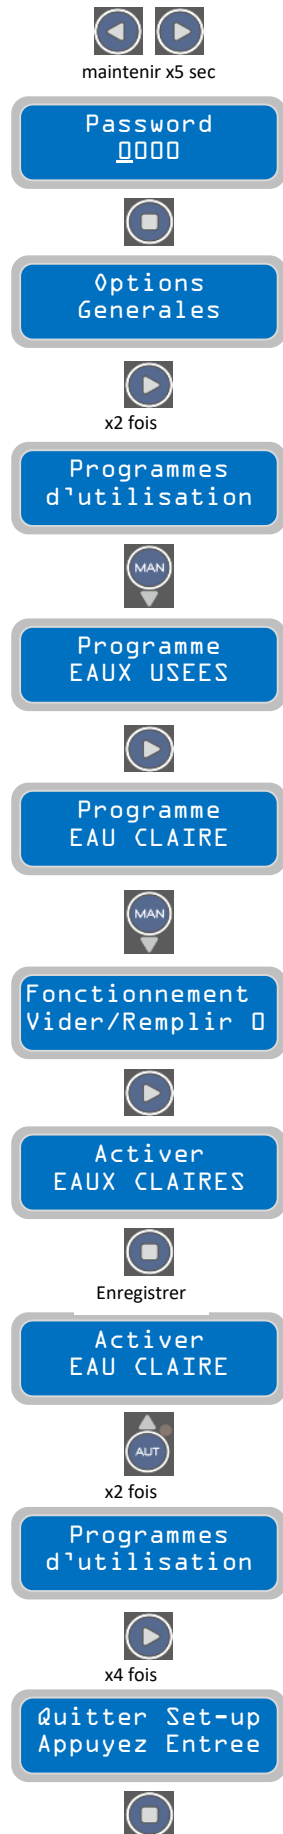 maintenir x5 sec
Password
0000
Options
Generales
x2 fois
Programmes
d'utilisation
MAN
Programme
EAUX USEES
Programme
EAU CLAIRE
MAN
Fonctionnement
Vider/Remplir 0
Activer
EAUX CLAIRES
Enregistrer
Activer
EAU CLAIRE
AUT
x2 fois
Programmes
d'utilisation
x4 fois
Quitter Set-up
Appuyez Entree